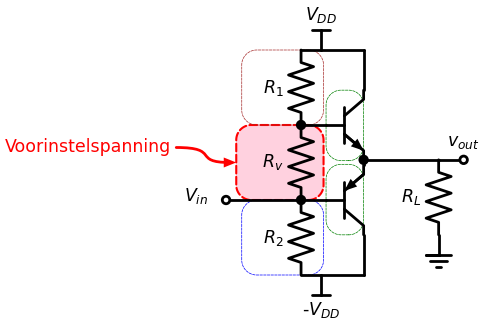 V_DD
R_1
Voorinstelspanning
R_v
v_out
V_in
R_L
R_2
-V_DD